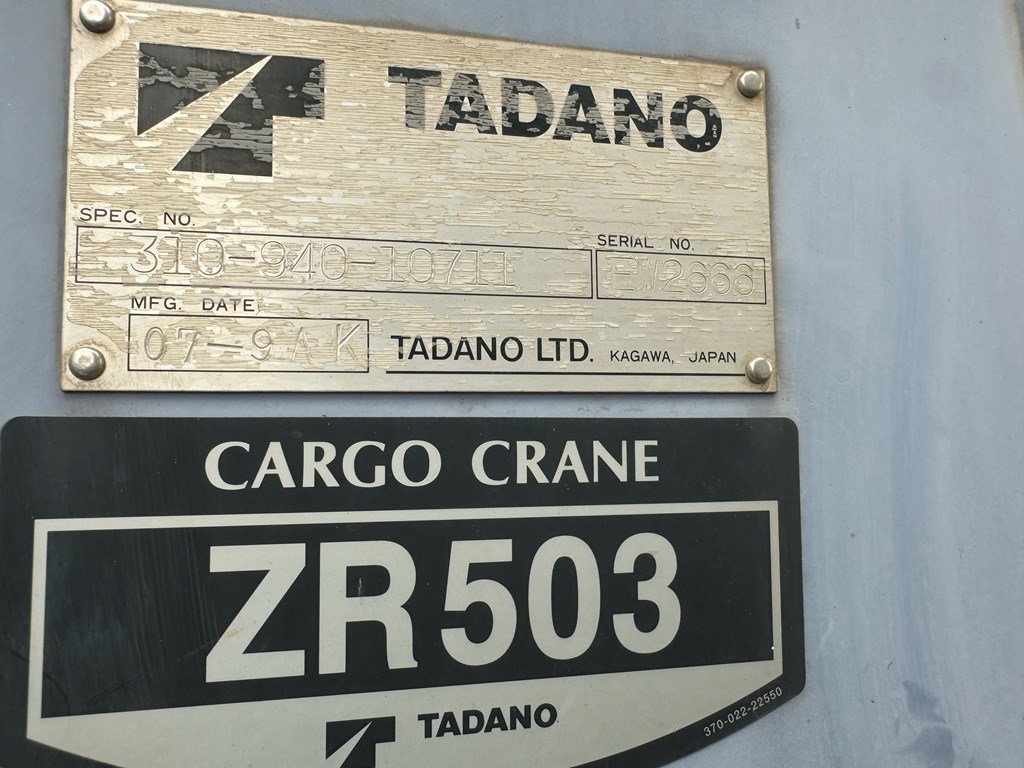 TADANO
SPEC. NO.
310-940-10711
SERIAL NO.
MFG. DATE
07-9AK
TADANO LTD. KAGAWA, JAPAN
CARGO CRANE
ZR503
TADANO
370-022-22550